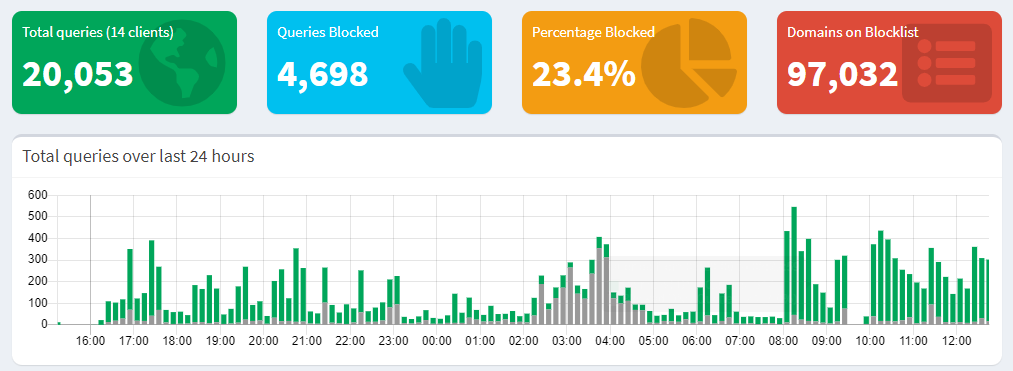 Total queries (14 clients)
20,053
Queries Blocked
4,698
Percentage Blocked
23.4%
Domains on Blocklist
97,032
Total queries over last 24 hours
600
500
400
300
200
100
0
16:00 17:00 18:00 19:00 20:00 21:00 22:00 23:00 00:00 01:00 02:00 03:00 04:00 05:00 06:00 07:00 08:00 09:00 10:00 11:00 12:00